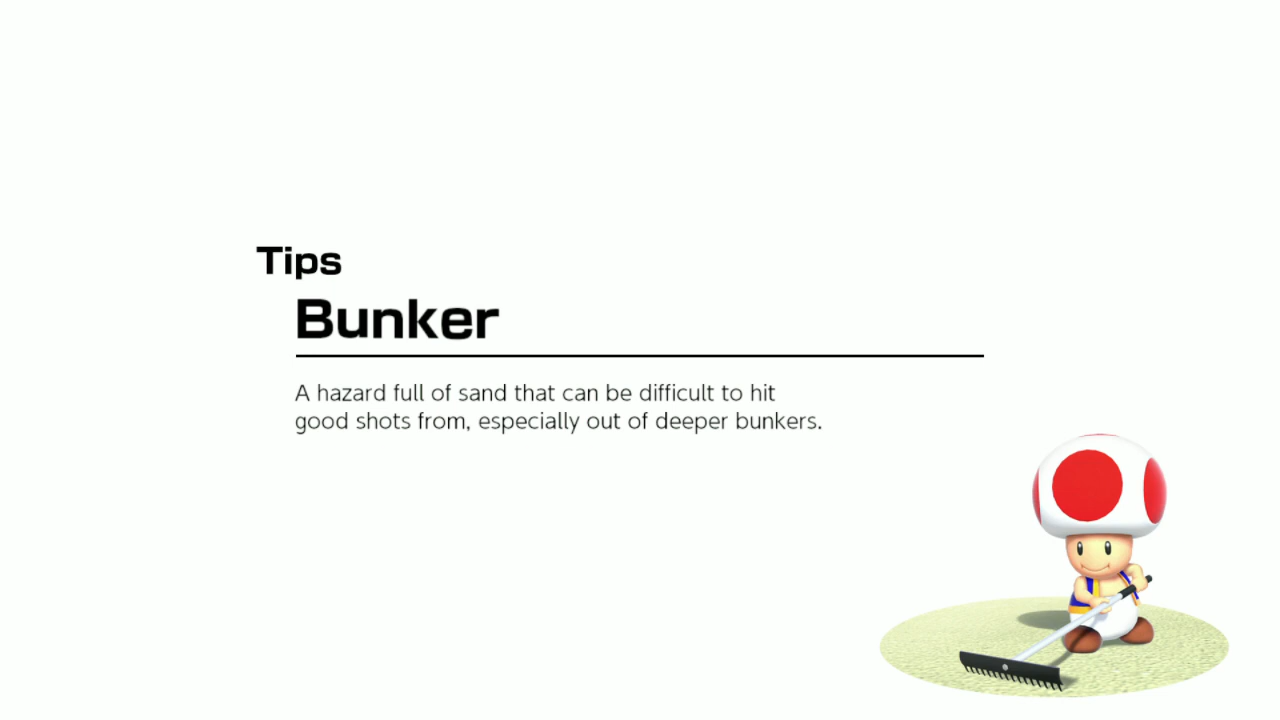 Tips
Bunker
A hazard full of sand that can be difficult to hit
good shots from, especially out of deeper bunkers.